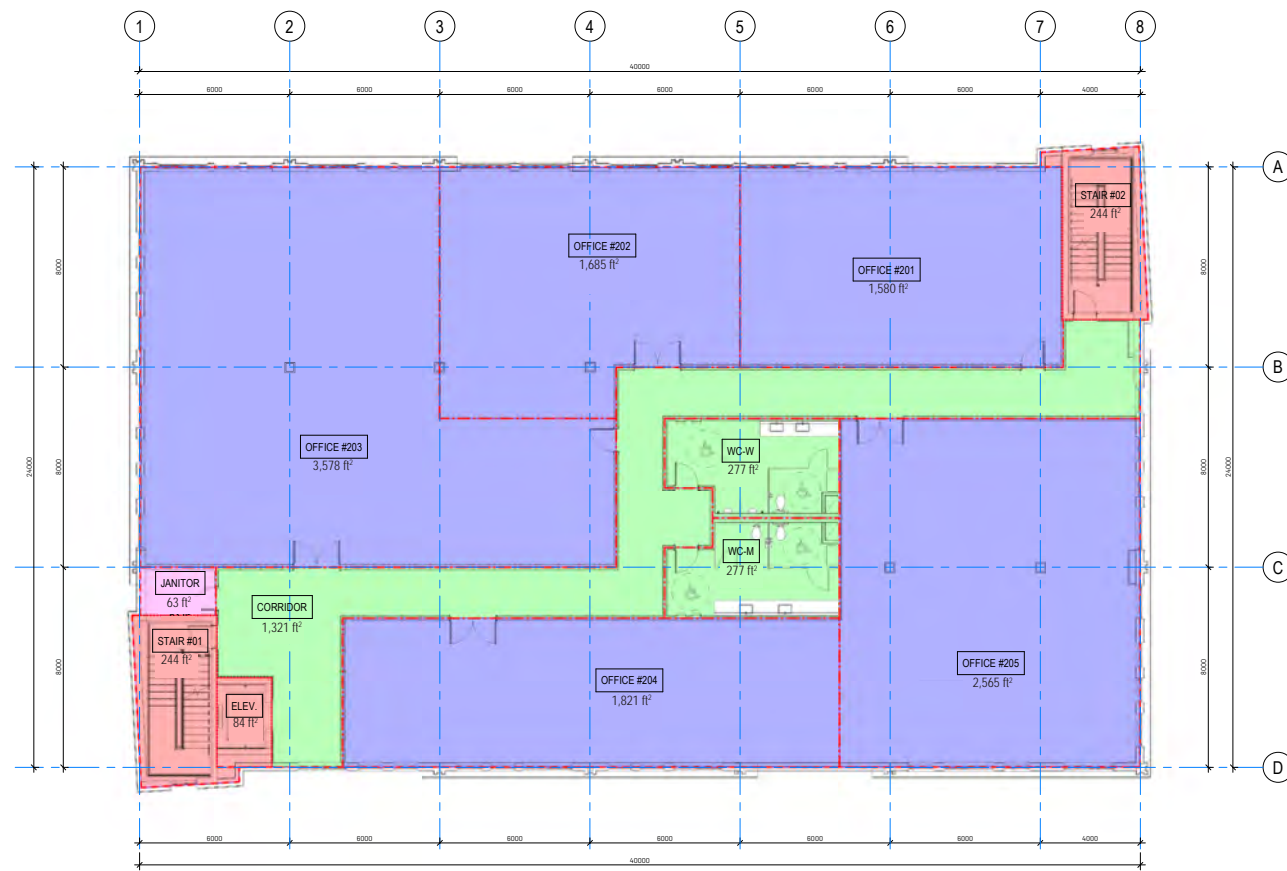 1 2 3 4 5 6 7 8
40000
6000 6000 6000 6000 6000 6000 4000
A
STAIR #02
244 ft²
OFFICE #202
1,685 ft²
OFFICE #201
1,580 ft²
8000
8000
B
OFFICE #203
3,578 ft²
WC-W
277 ft²
24000
8000
8000
24000
WC-M
277 ft²
C
JANITOR
63 ft²
CORRIDOR
1,321 ft²
STAIR #01
244 ft²
OFFICE #204
1,821 ft²
OFFICE #205
2,565 ft²
8000
8000
ELEV.
84 ft²
D
6000 6000 6000 6000 6000 6000 4000
40000